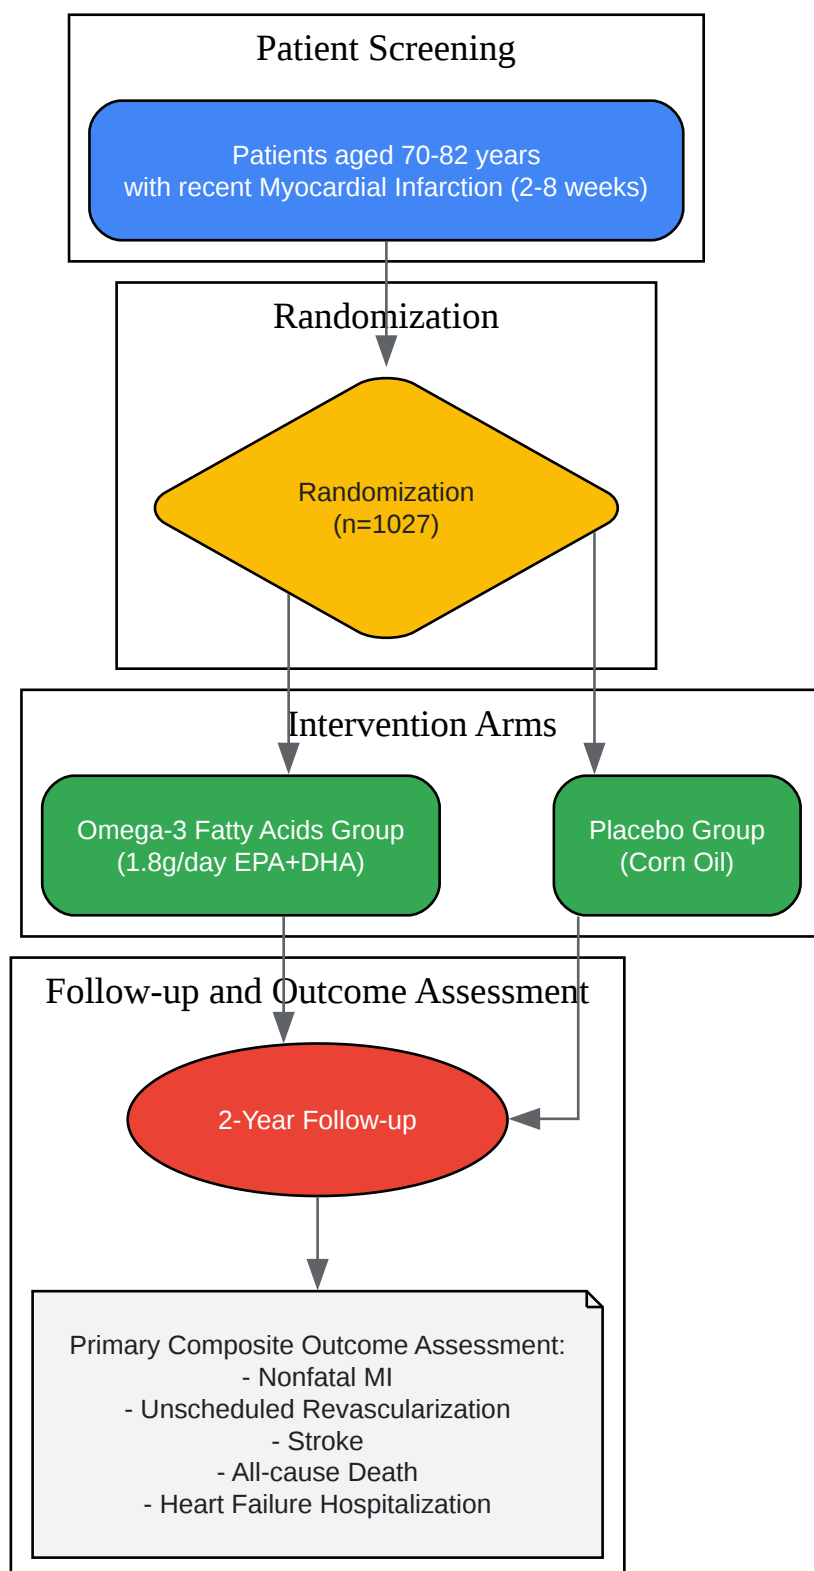 Patient Screening
Patients aged 70-82 years
with recent Myocardial Infarction (2-8 weeks)
Randomization
Randomization
(n=1027)
Intervention Arms
Omega-3 Fatty Acids Group
(1.8g/day EPA+DHA)
Placebo Group
(Corn Oil)
Follow-up and Outcome Assessment
2-Year Follow-up
Primary Composite Outcome Assessment:
- Nonfatal MI
- Unscheduled Revascularization
- Stroke
- All-cause Death
- Heart Failure Hospitalization